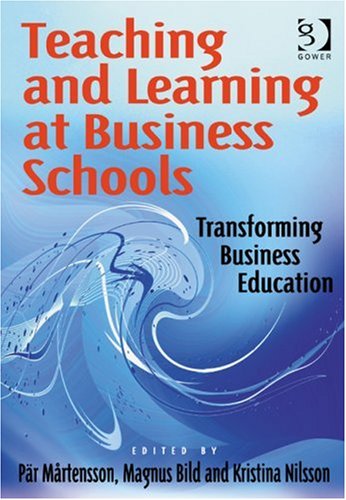 Teaching
and Learning
at Business
Schools
GOWER
Transforming
Business
Education
EDITED BY
Pär Mårtensson, Magnus Bild and Kristina Nilsson